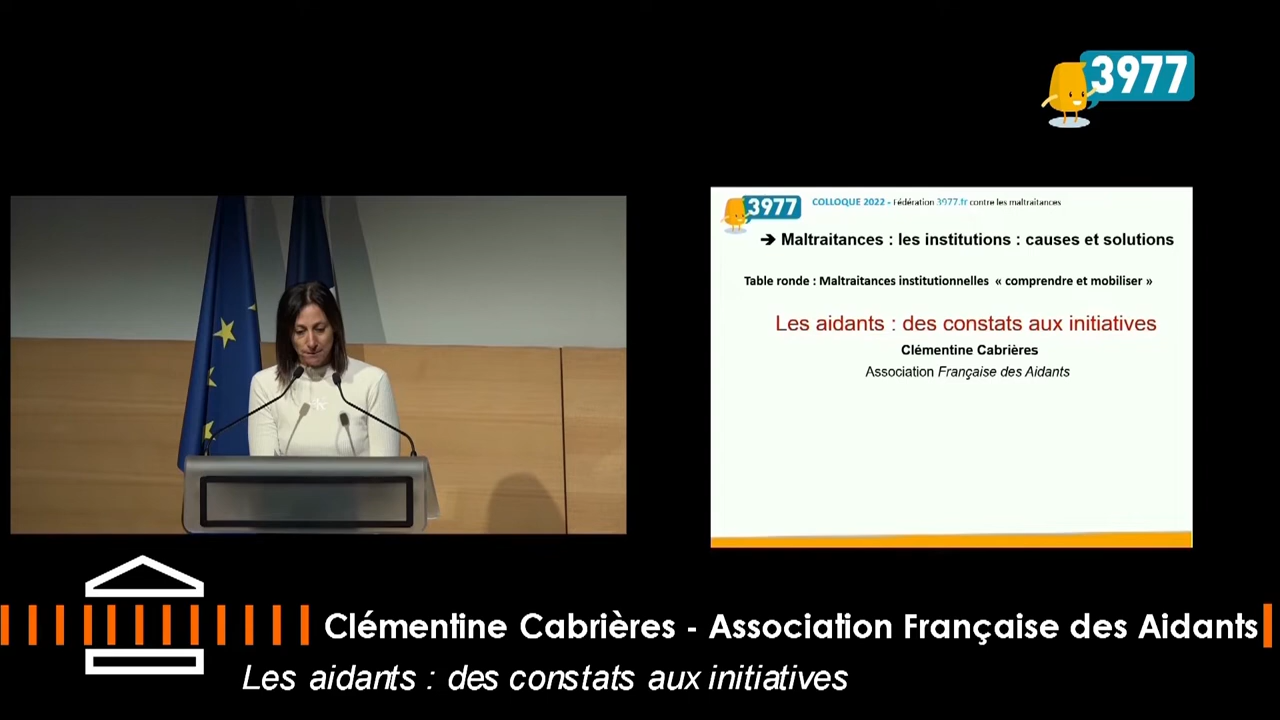 3977
3977
COLLOQUE 2022 - Fédération 3977.fr contre les maltraitances
➔ Maltraitances : les institutions : causes et solutions
Table ronde : Maltraitances institutionnelles « comprendre et mobiliser »
Les aidants : des constats aux initiatives
Clémentine Cabrières
Association Française des Aidants
Clémentine Cabrières - Association Française des Aidants
Les aidants : des constats aux initiatives